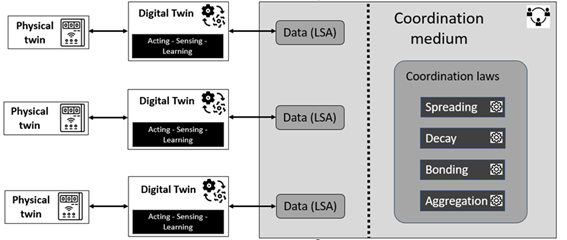 Physical
twin
Digital Twin
Acting - Sensing -
Learning
Data (LSA)
Physical
twin
Digital Twin
Acting - Sensing -
Learning
Data (LSA)
Physical
twin
Digital Twin
Acting - Sensing -
Learning
Data (LSA)
Coordination
medium
Coordination laws
Spreading
Decay
Bonding
Aggregation